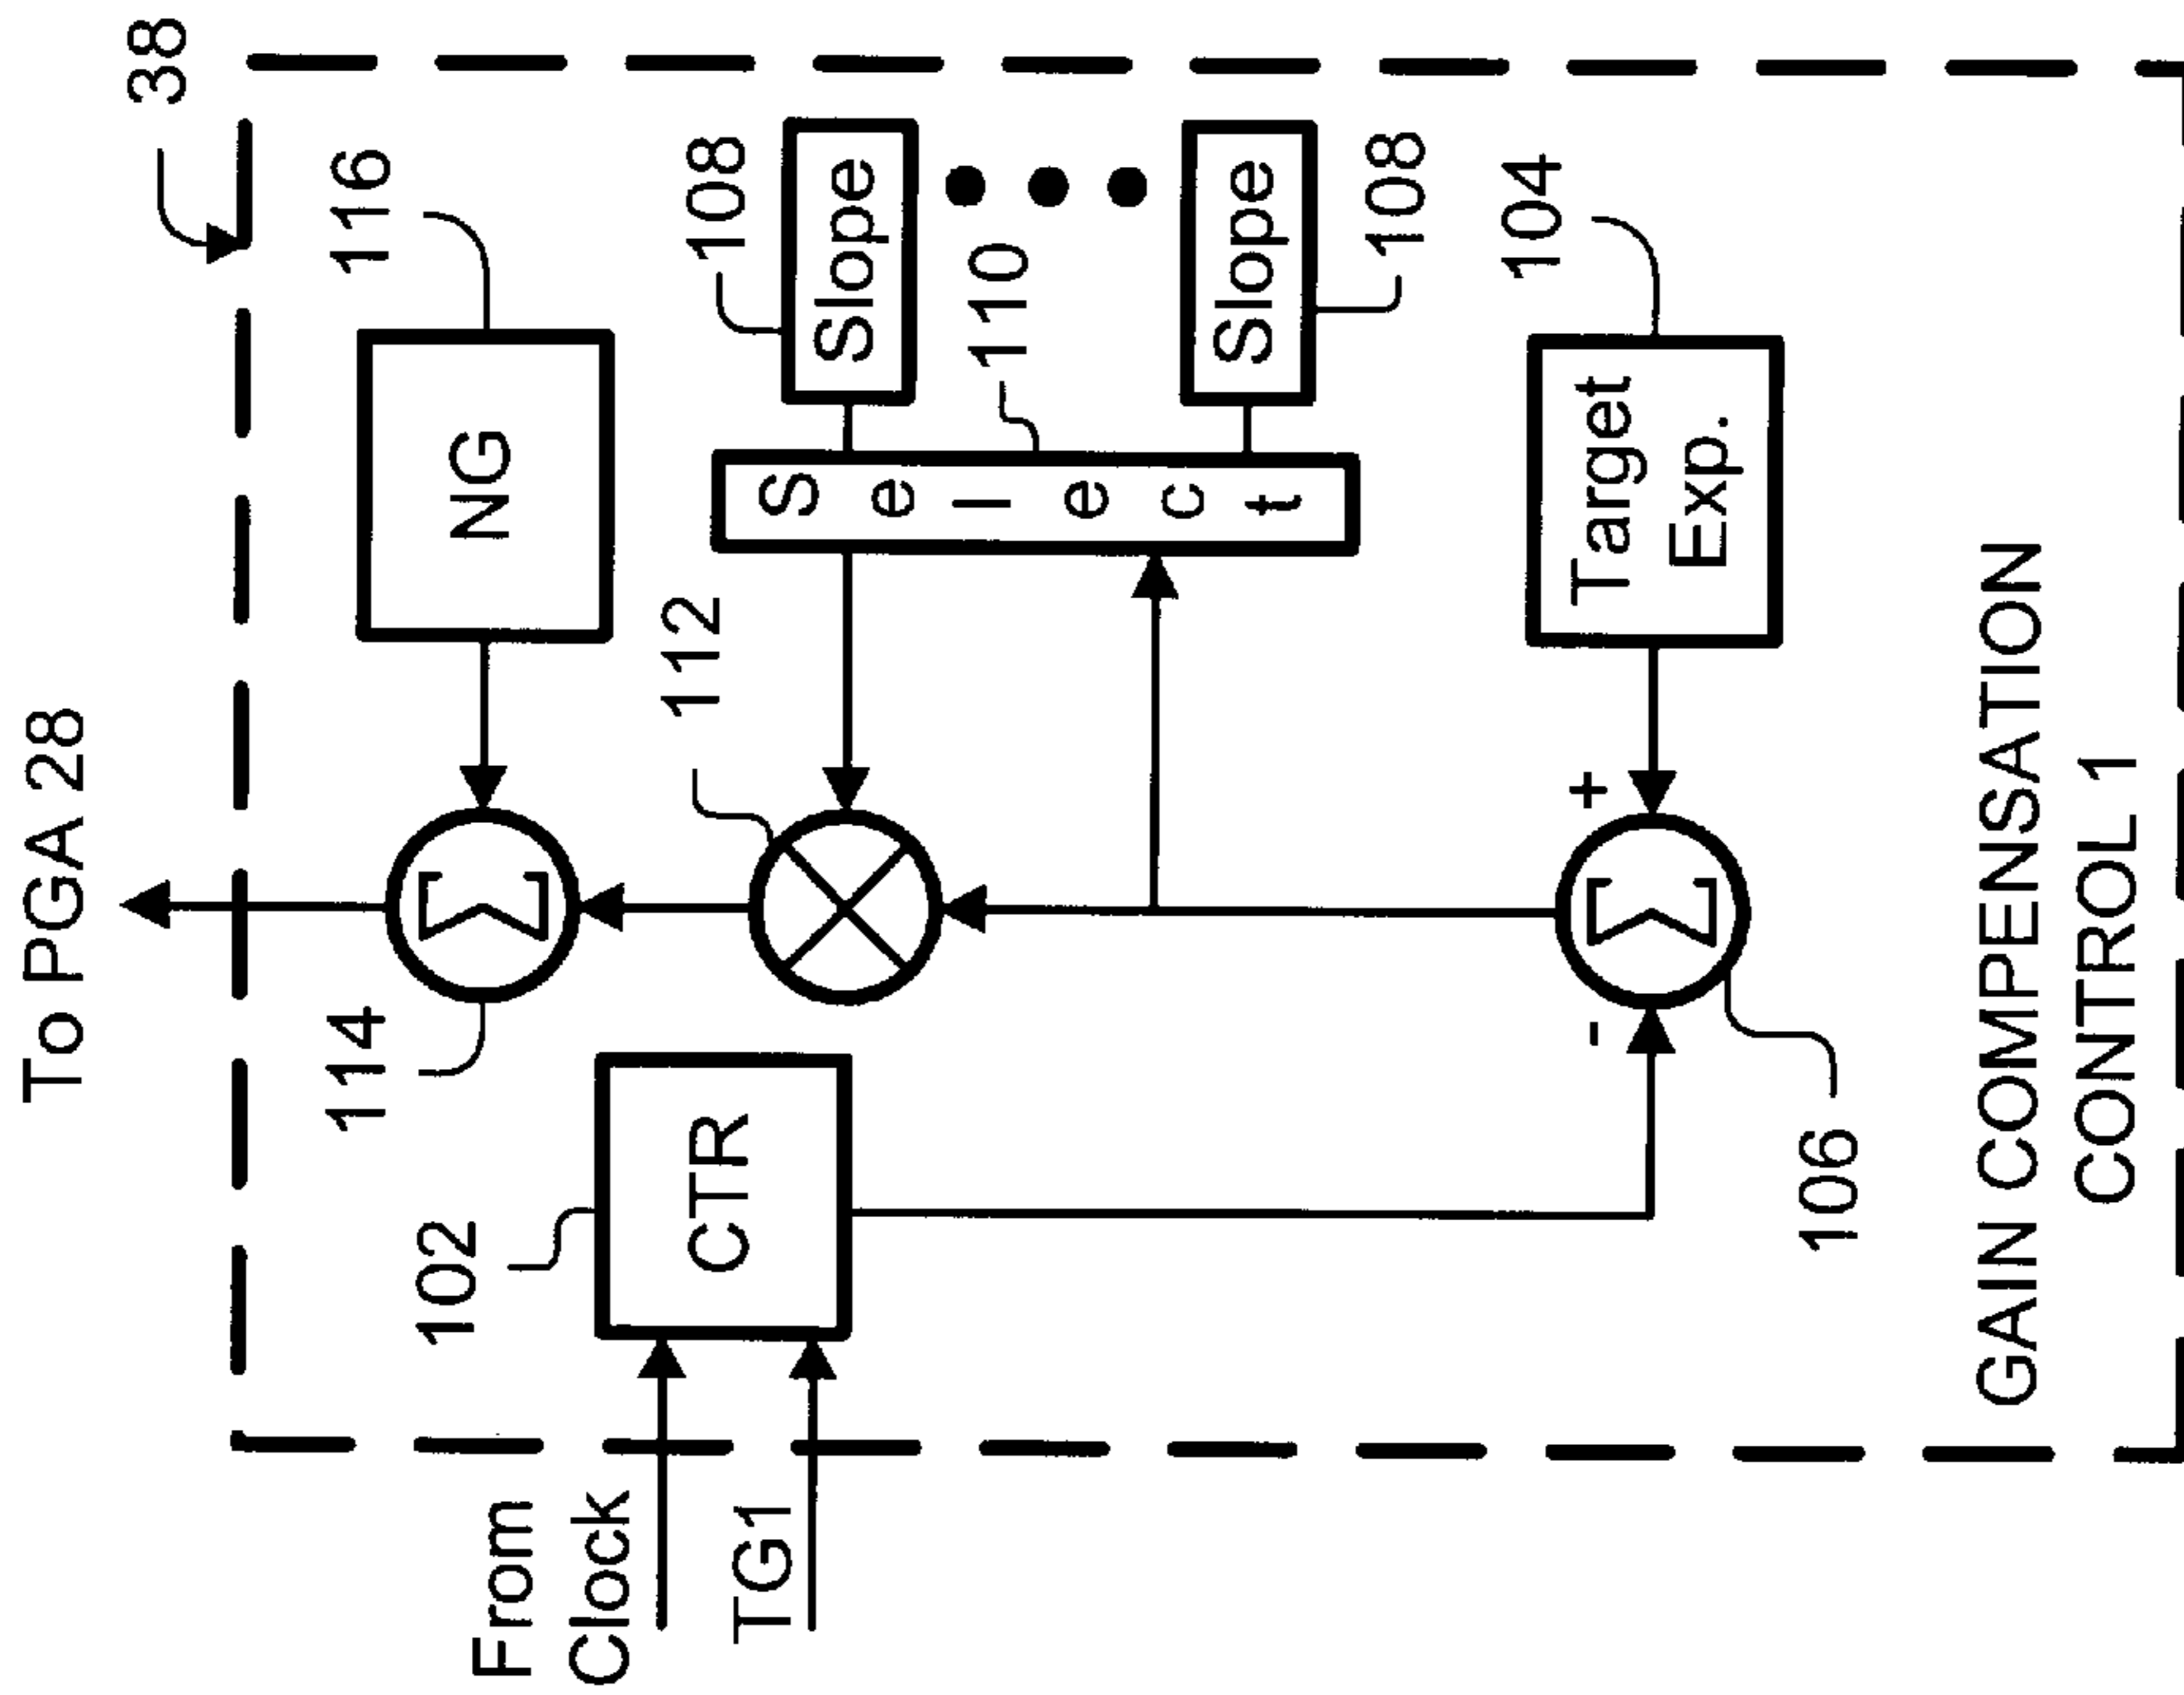 To PGA 28
38
114
116
102
From
Clock
NG
Σ
TG1
CTR
112
108
Slope
Select
110
Slope
108
104
- +
Target
Exp.
Σ
106
GAIN COMPENSATION
CONTROL 1